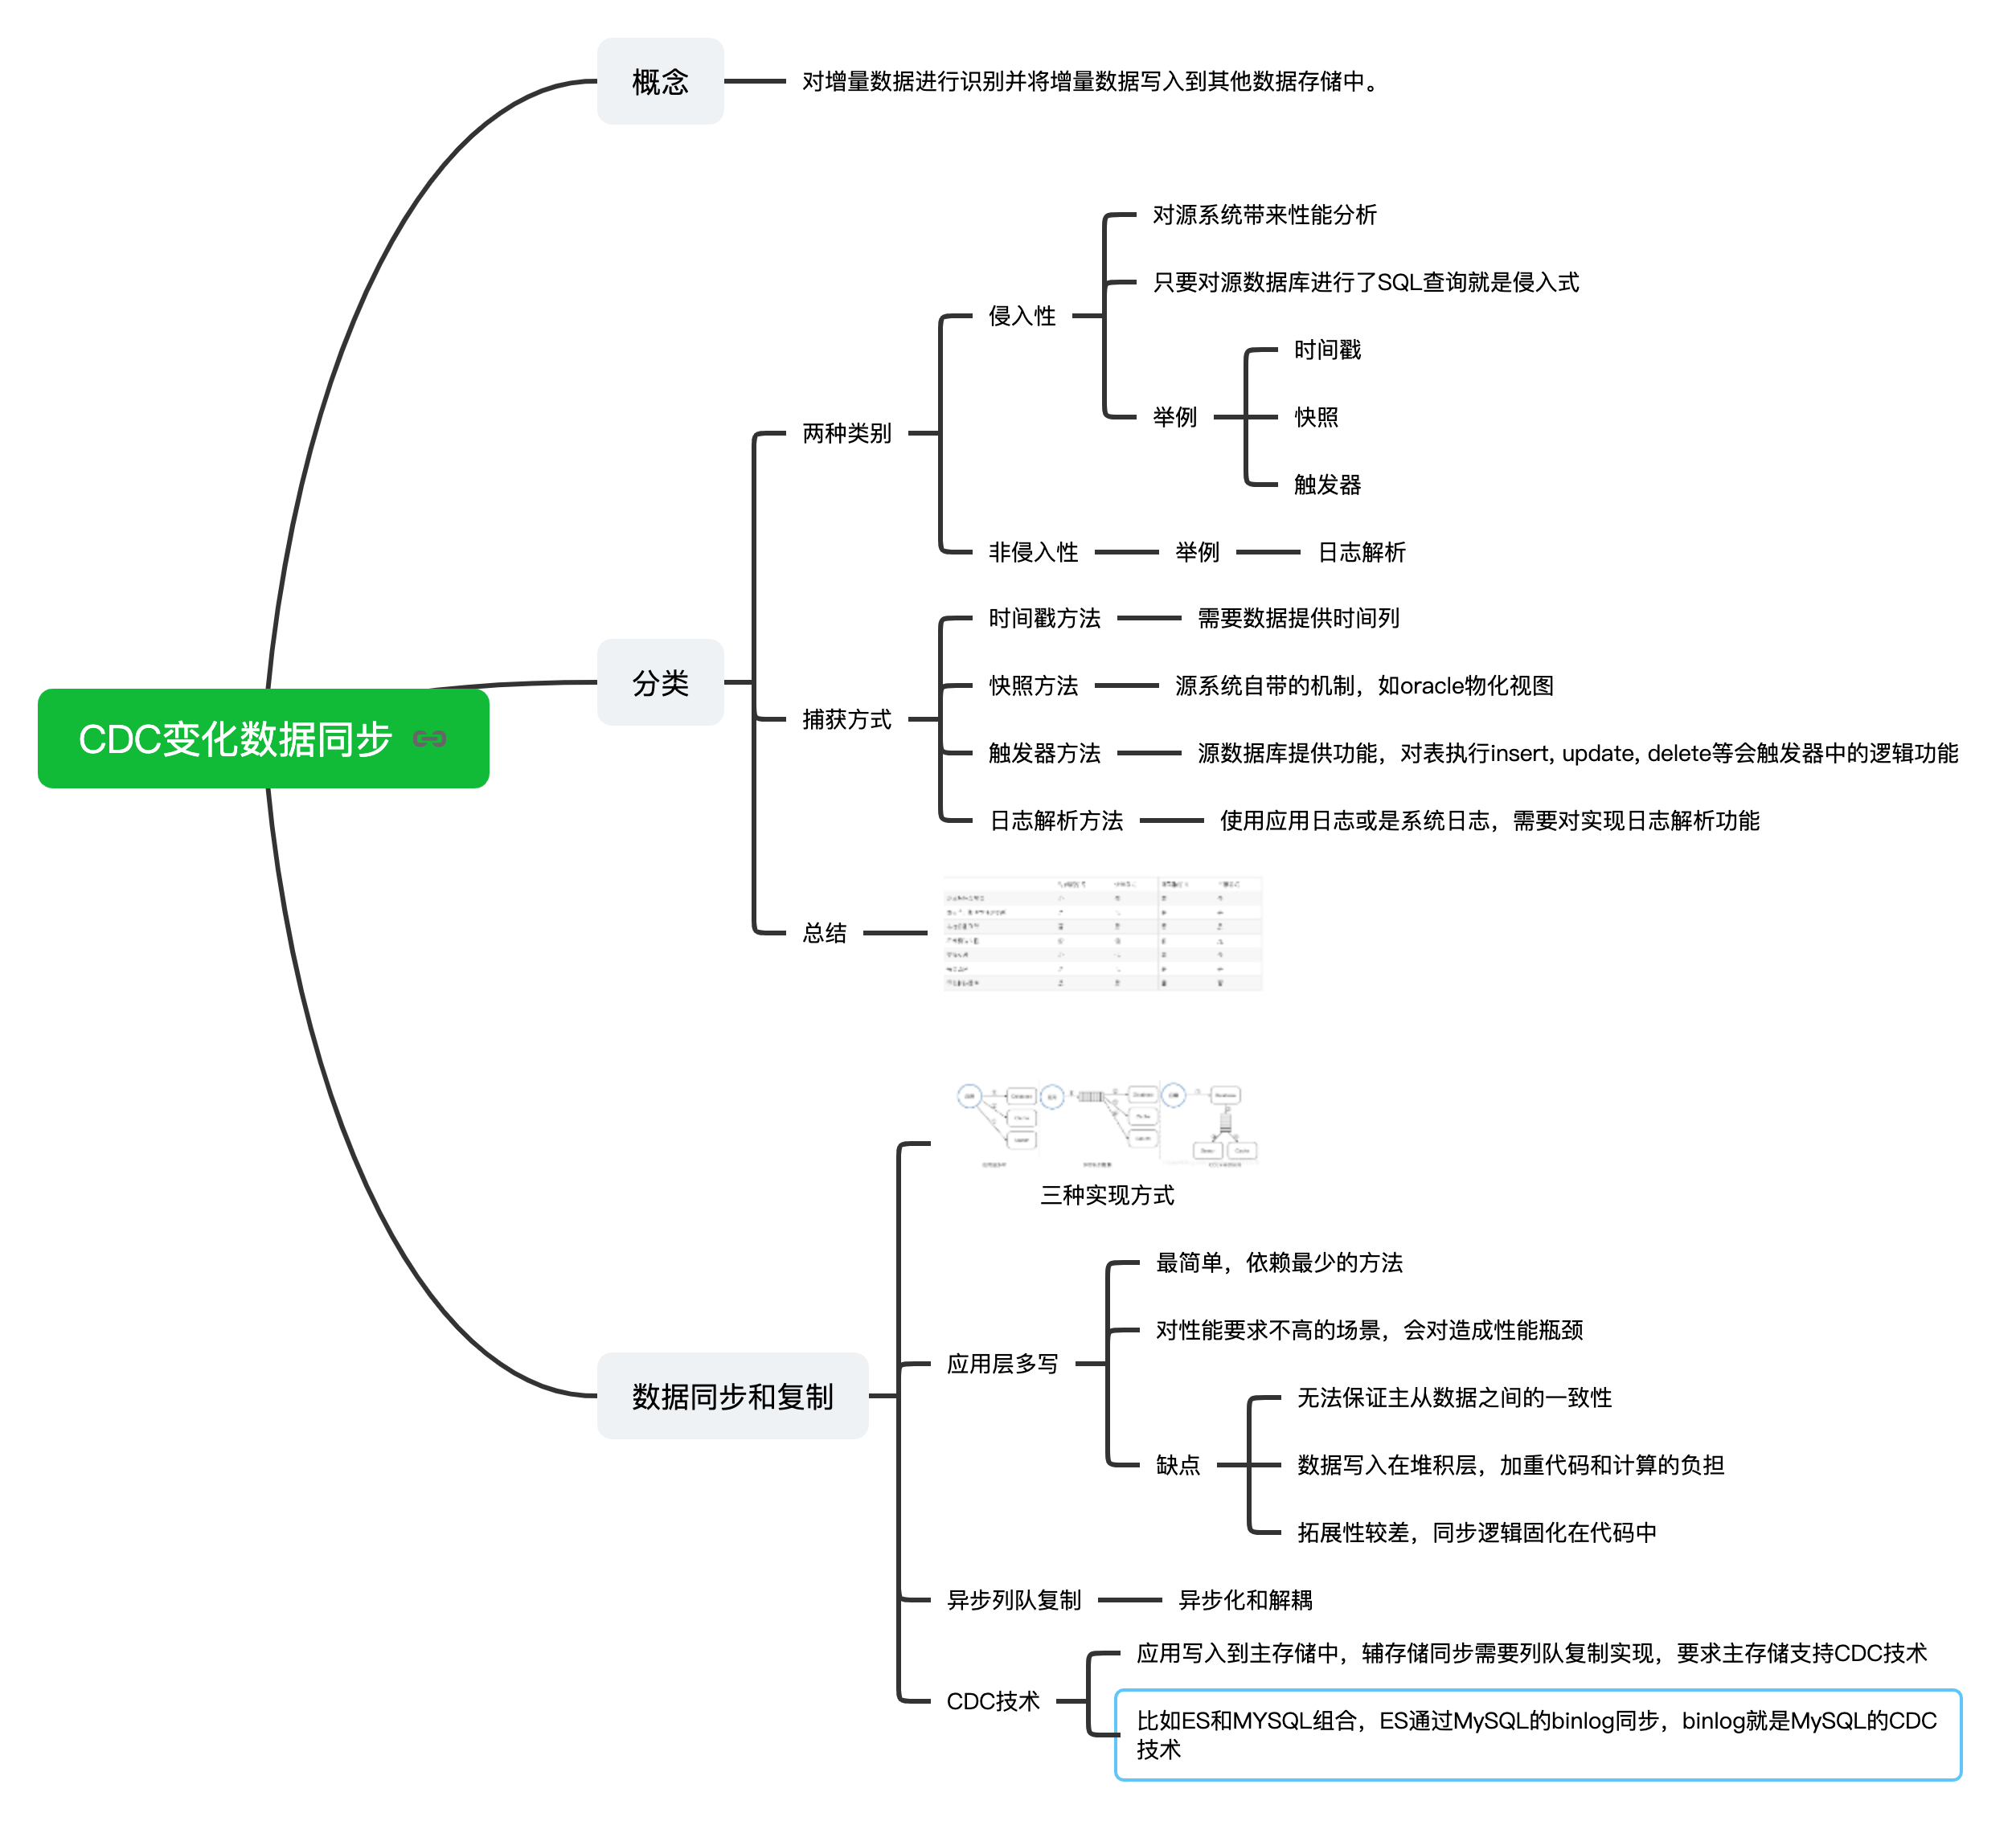 概念
对增量数据进行识别并将增量数据写入到其他数据存储中。
对源系统带来性能分析
只要对源数据库进行了SQL查询就是侵入式
侵入性
时间戳
举例
快照
触发器
两种类别
非侵入性
举例
日志解析
时间戳方法
需要数据提供时间列
分类
快照方法
源系统自带的机制，如oracle物化视图
捕获方式
CDC变化数据同步
触发器方法
源数据库提供功能，对表执行insert, update, delete等会触发器中的逻辑功能
日志解析方法
使用应用日志或是系统日志，需要对实现日志解析功能
总结
三种实现方式
最简单，依赖最少的方法
对性能要求不高的场景，会对造成性能瓶颈
应用层多写
无法保证主从数据之间的一致性
数据同步和复制
缺点
数据写入在堆积层，加重代码和计算的负担
拓展性较差，同步逻辑固化在代码中
异步列队复制
异步化和解耦
应用写入到主存储中，辅存储同步需要列队复制实现，要求主存储支持CDC技术
CDC技术
比如ES和MYSQL组合，ES通过MySQL的binlog同步，binlog就是MySQL的CDC
技术